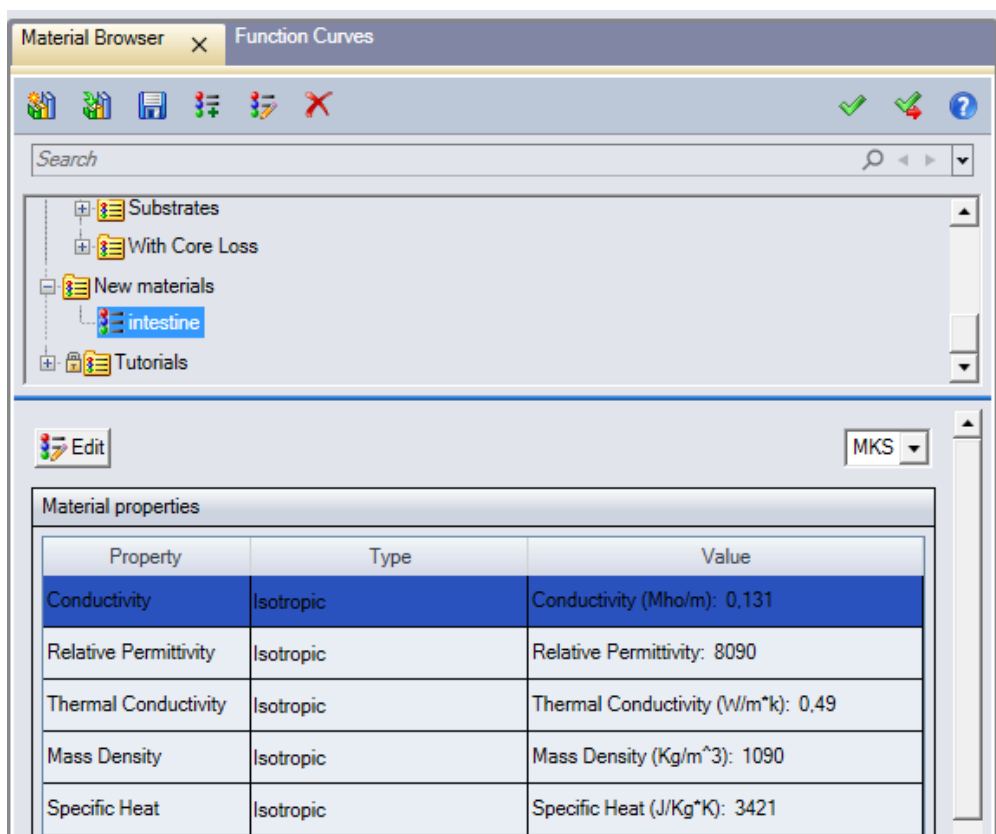 Material Browser Function Curves
Search
Substrates
With Core Loss
New materials
intestine
Tutorials
Edit MKS
Material properties
Property Type Value
Conductivity Isotropic Conductivity (Mho/m): 0,131
Relative Permittivity Isotropic Relative Permittivity: 8090
Thermal Conductivity Isotropic Thermal Conductivity (W/m*k): 0,49
Mass Density Isotropic Mass Density (Kg/m^3): 1090
Specific Heat Isotropic Specific Heat (J/Kg*K): 3421